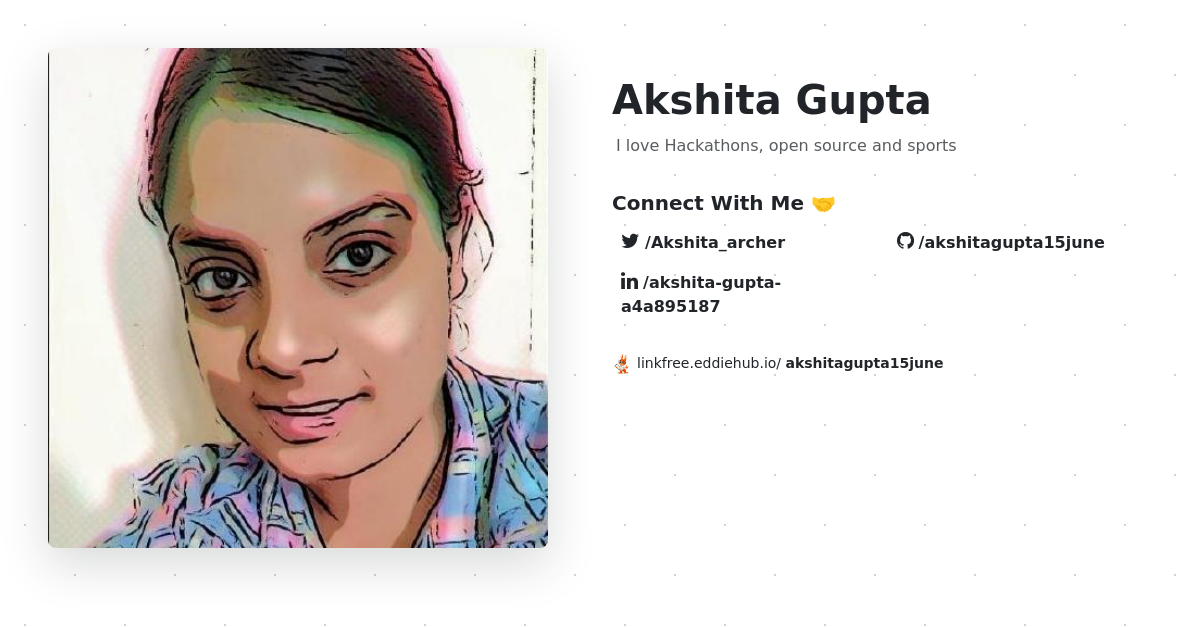 Akshita Gupta
I love Hackathons, open source and sports
Connect With Me 🤝
/Akshita_archer
/akshitagupta15june
/akshita-gupta-
a4a895187
linkfree.eddiehub.io/ akshitagupta15june